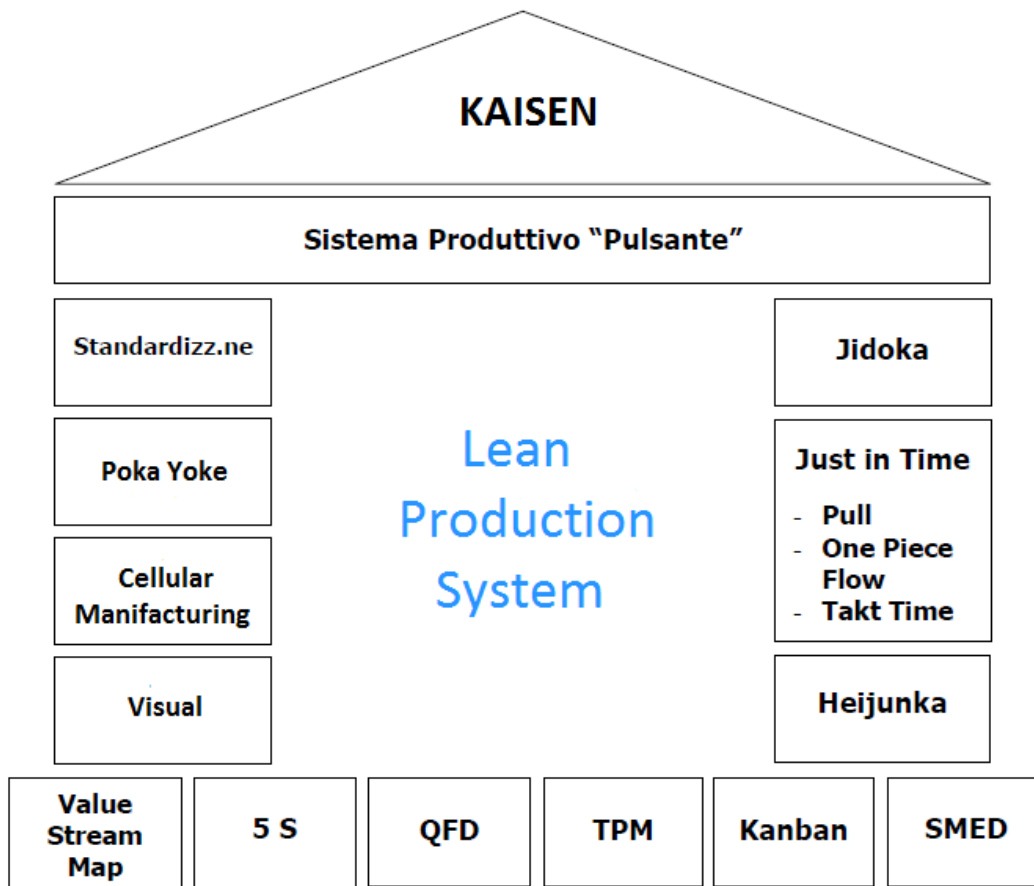 KAISEN
Sistema Produttivo “Pulsante”
Standardizz.ne
Poka Yoke
Cellular
Manifacturing
Visual
Lean
Production
System
Jidoka
Just in Time
- Pull
- One Piece
Flow
- Takt Time
Heijunka
Value
Stream
Map
5 S
QFD
TPM
Kanban
SMED